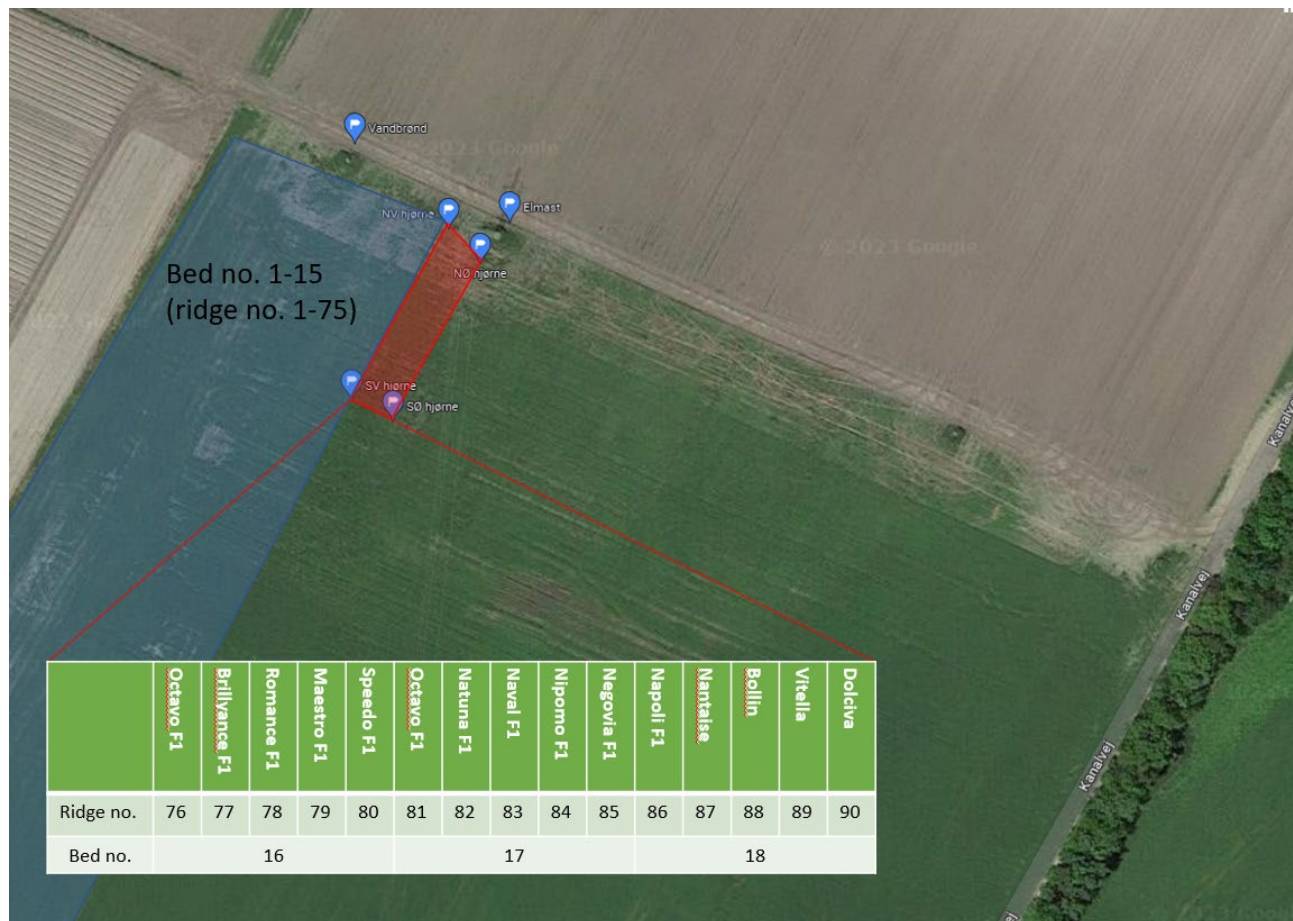 Vandbrønd
© 2023 Google
NV hjørne
Elmast
NØ hjørne
© 2023 Google
Bed no. 1-15
(ridge no. 1-75)
SV hjørne
SØ hjørne
Kanalvej
Kanalvej
Kanalvej
Octavo F1 Brillyance F1 Romance F1 Maestro F1 Speedo F1 Octavo F1 Natuna F1 Naval F1 Nipomo F1 Negovia F1 Napoli F1 Nantaise Bollin Vitella Dolciva
Ridge no. 76 77 78 79 80 81 82 83 84 85 86 87 88 89 90
Bed no. 16 17 18